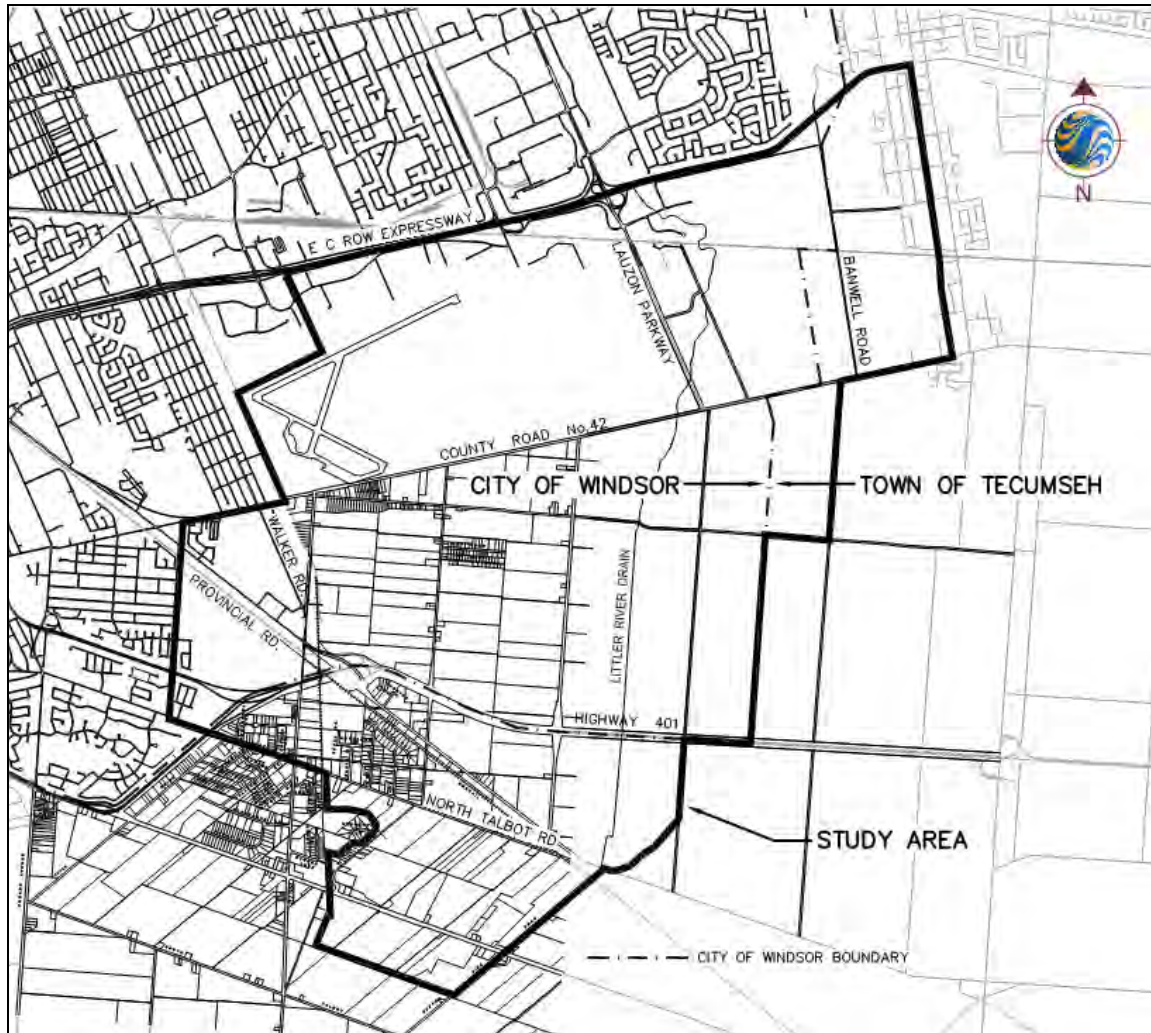 N
E C ROW EXPRESSWAY
LAUZON PARKWAY
BANWELL ROAD
COUNTY ROAD No.42
CITY OF WINDSOR
TOWN OF TECUMSEH
WALKER RD.
PROVINCIAL RD.
LITTLER RIVER DRAIN
HIGHWAY 401
NORTH TALBOT RD
STUDY AREA
CITY OF WINDSOR BOUNDARY